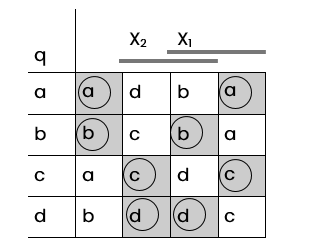 X₂ X₁
q
a a d b a
b b c b a
c a c d c
d b d d c